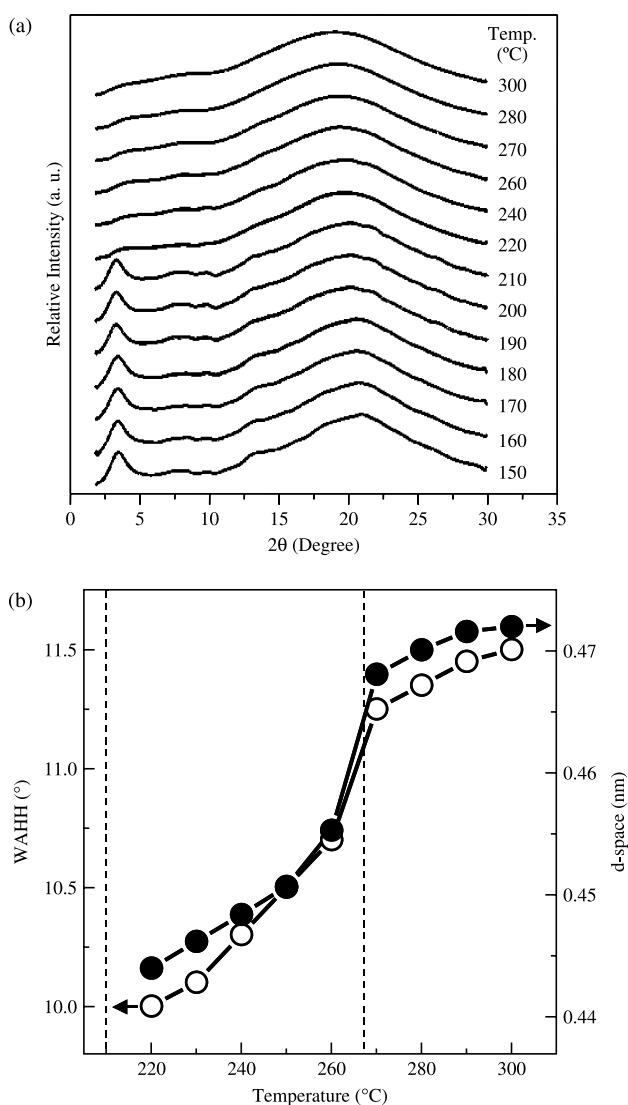 (a)
Temp.
(ºC)
300
280
270
260
240
220
210
200
190
180
170
160
150
Relative Intensity (a. u.)
0 5 10 15 20 25 30 35
2θ (Degree)
(b)
11.5
11.0
10.5
10.0
WAHH (°)
0.47
0.46
0.45
0.44
d-space (nm)
220 240 260 280 300
Temperature (°C)